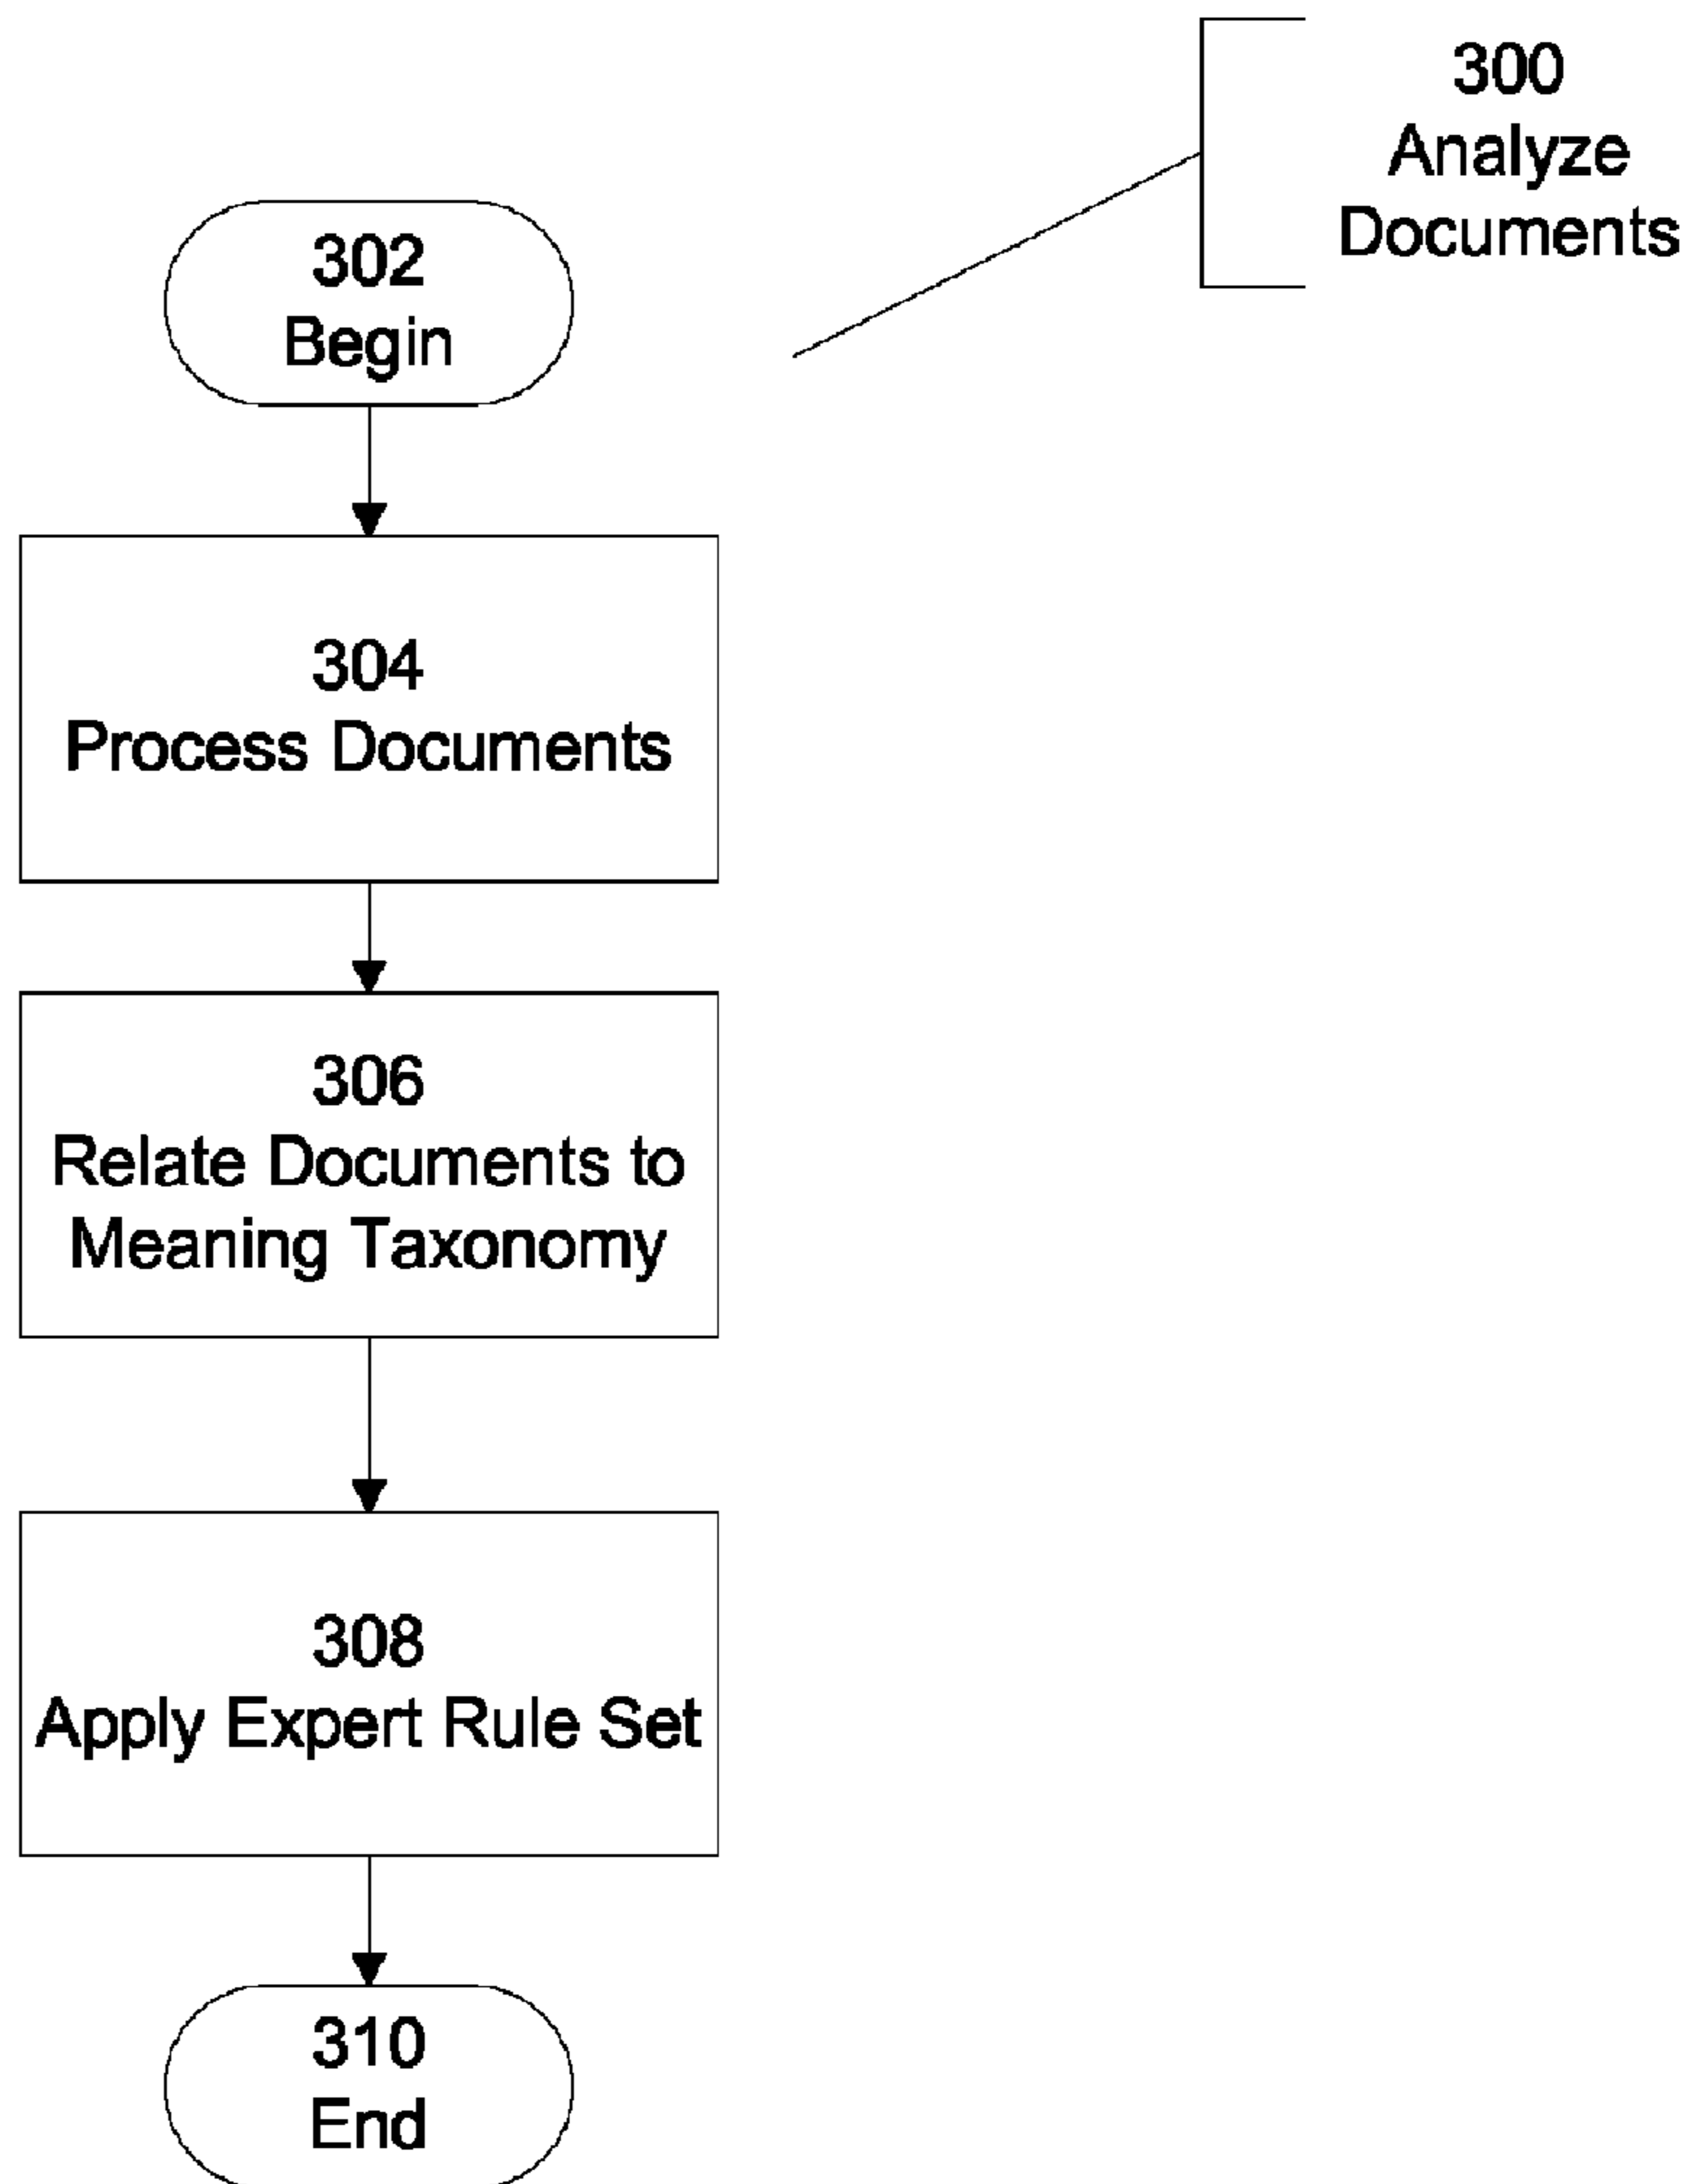 300
Analyze
Documents
302
Begin
304
Process Documents
306
Relate Documents to
Meaning Taxonomy
308
Apply Expert Rule Set
310
End